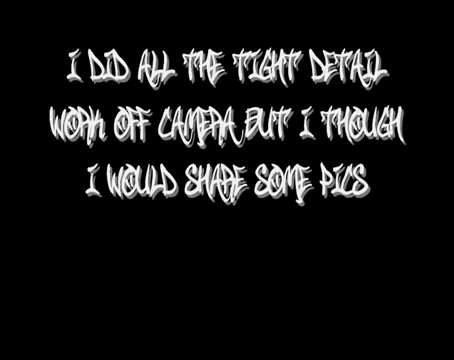 I DID ALL THE TIGHT DETAIL
WORK OFF CAMERA BUT I THOUGH
I WOULD SHARE SOME PICS